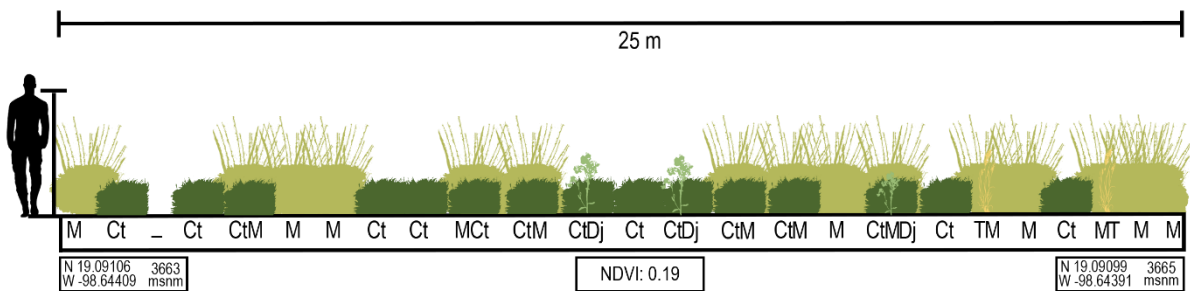 25 m
M Ct _ Ct CtM M M Ct Ct MCt CtM CtDj Ct CtDj CtM CtM M CtMDj Ct TM M Ct MT M M
N 19.09106 3663
W -98.64409 msnm
NDVI: 0.19
N 19.09099 3665
W -98.64391 msnm